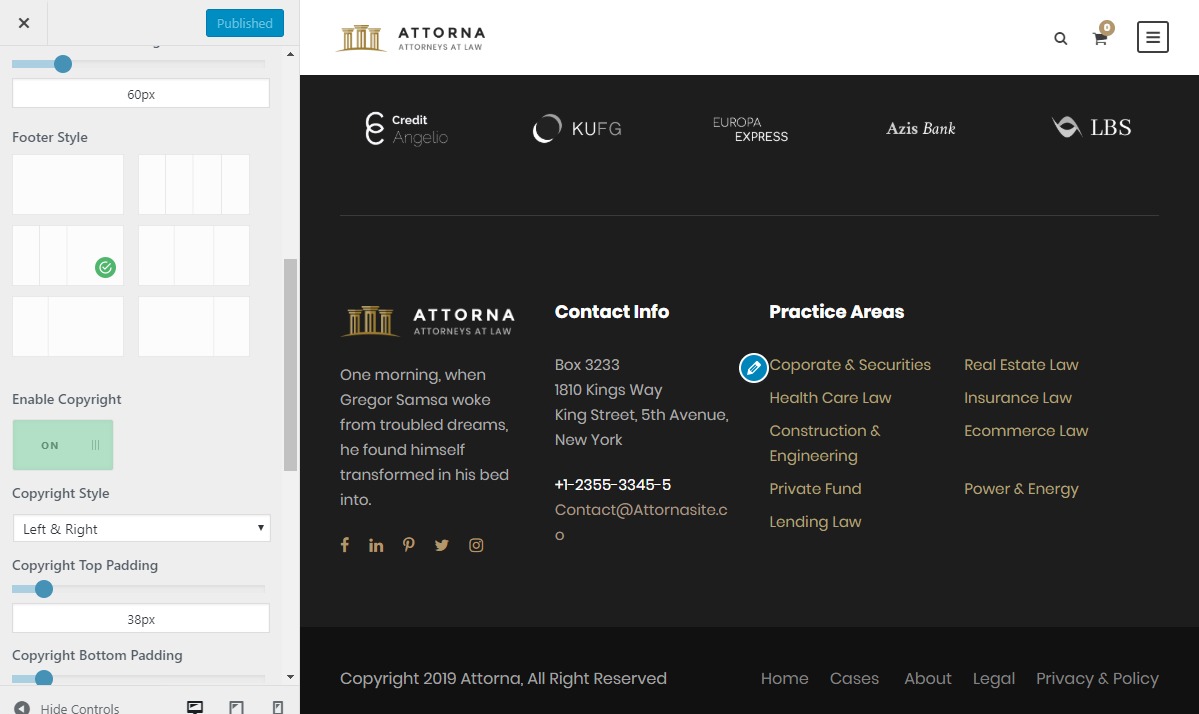 Published
60px
Footer Style
Enable Copyright
ON
Copyright Style
Left & Right
Copyright Top Padding
38px
Copyright Bottom Padding
Hide Controls
ATTORNA
ATTORNEYS AT LAW
0
Credit
Angelio
KUFG
EUROPA
EXPRESS
Azis Bank
LBS
ATTORNA
ATTORNEYS AT LAW
One morning, when
Gregor Samsa woke
from troubled dreams,
he found himself
transformed in his bed
into.
Contact Info
Box 3233
1810 Kings Way
King Street, 5th Avenue,
New York
+1-2355-3345-5
Contact@Attornasite.c
o
Practice Areas
Coporate & Securities
Real Estate Law
Health Care Law
Insurance Law
Construction &
Engineering
Ecommerce Law
Private Fund
Power & Energy
Lending Law
Copyright 2019 Attorna, All Right Reserved
Home Cases About Legal Privacy & Policy